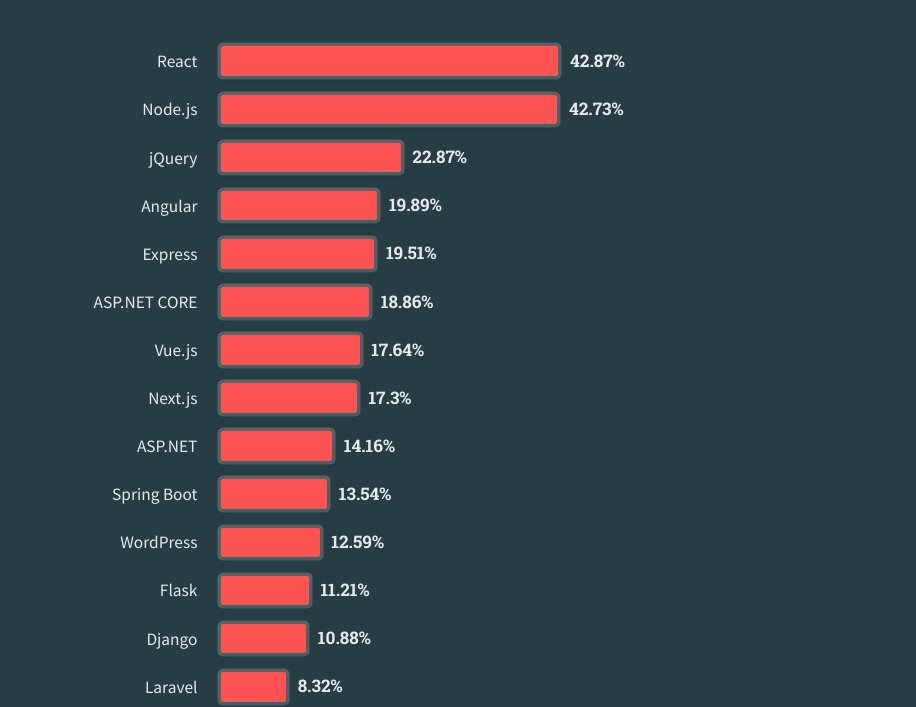 React 42.87%
Node.js 42.73%
jQuery 22.87%
Angular 19.89%
Express 19.51%
ASP.NET CORE 18.86%
Vue.js 17.64%
Next.js 17.3%
ASP.NET 14.16%
Spring Boot 13.54%
WordPress 12.59%
Flask 11.21%
Django 10.88%
Laravel 8.32%